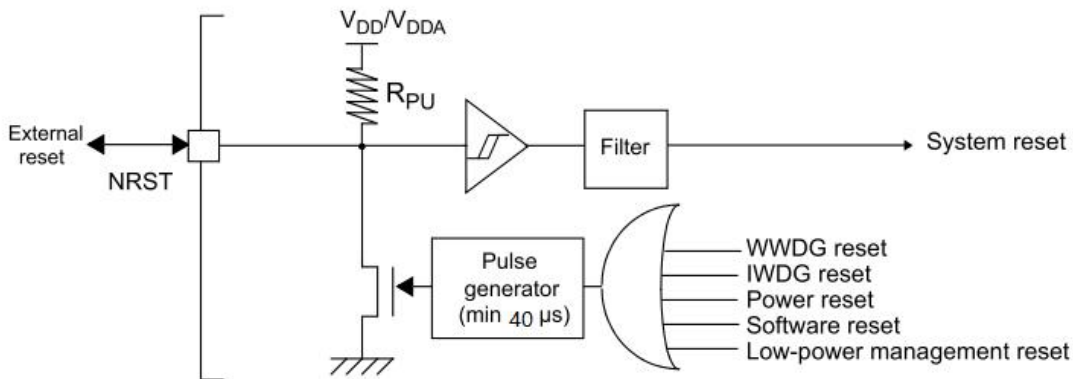 VDD/VDDA
RPU
External
reset
NRST
Filter
System reset
Pulse
generator
(min 40 μs)
WWDG reset
IWDG reset
Power reset
Software reset
Low-power management reset